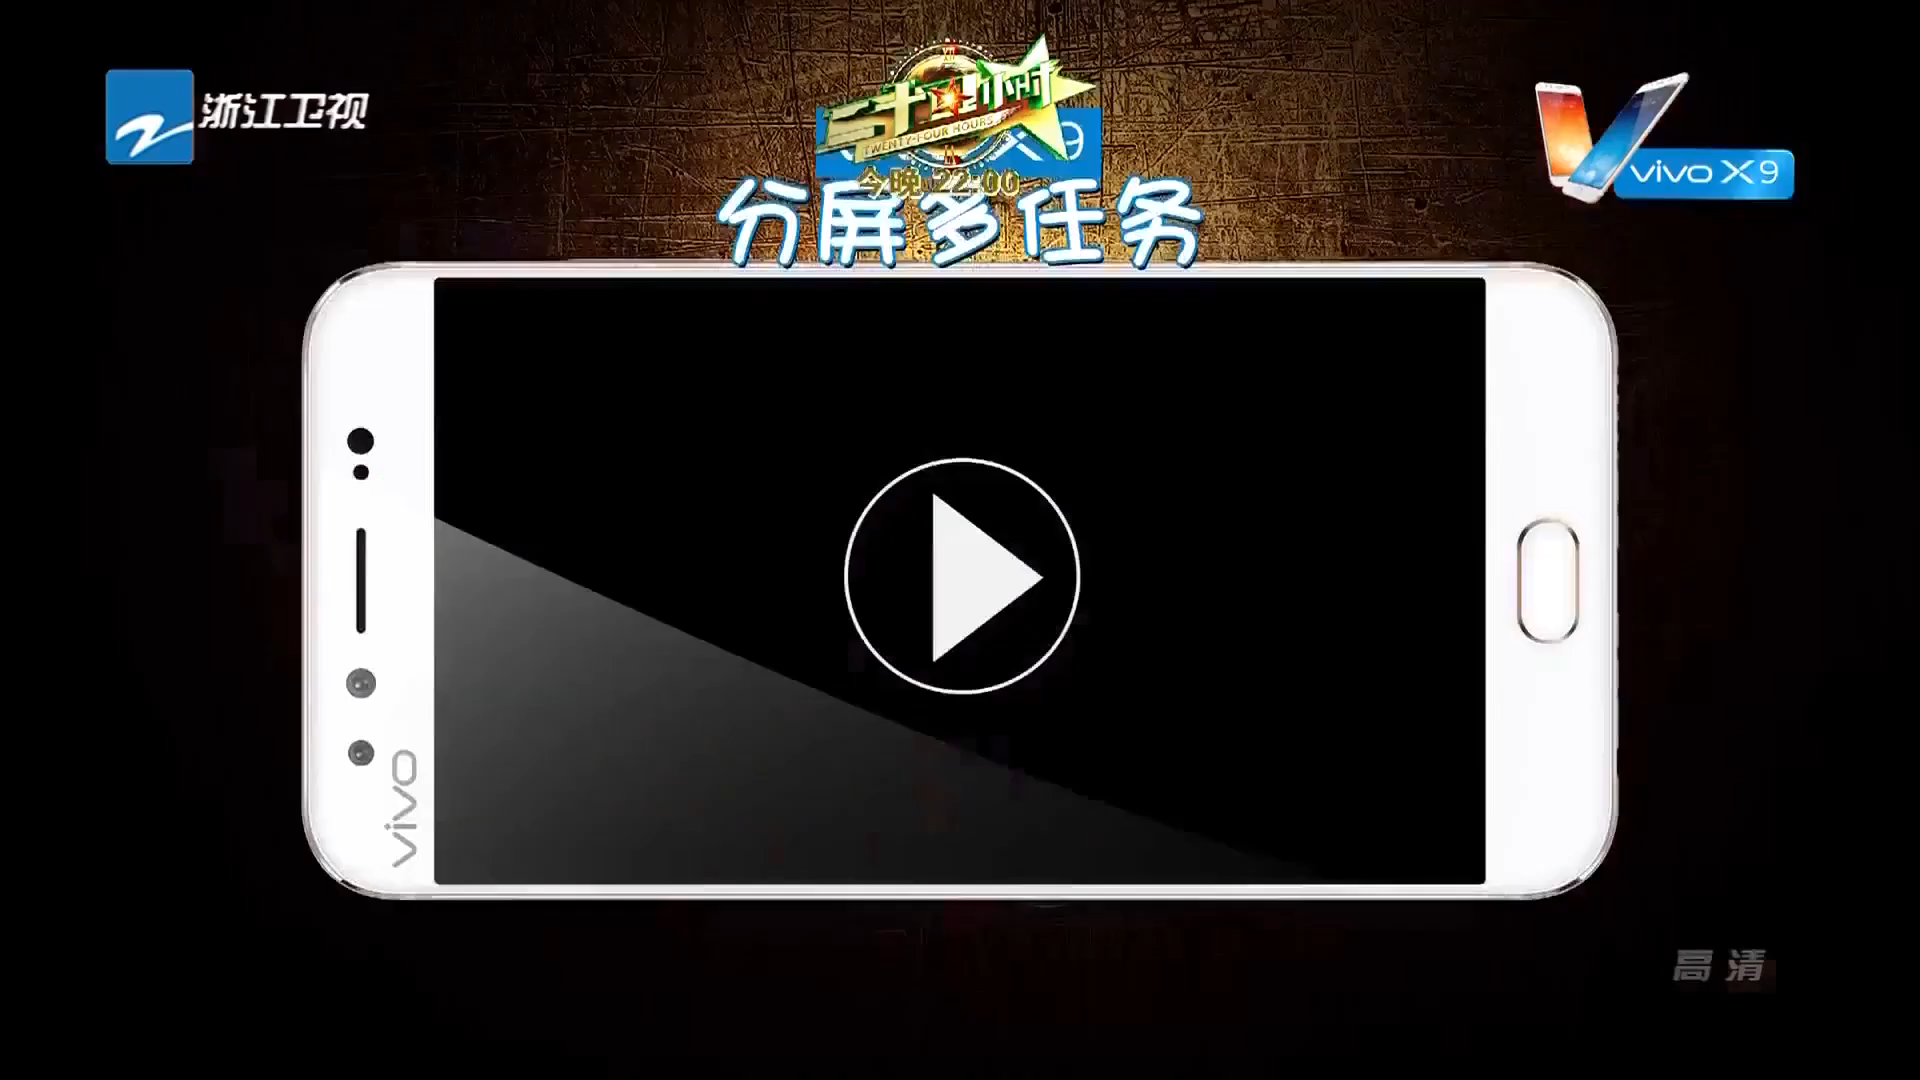 浙江卫视
二十四小时
TWENTY-FOUR HOURS
X9
今晚 22:00
分屏多任务
vivo X9
vivo
高清